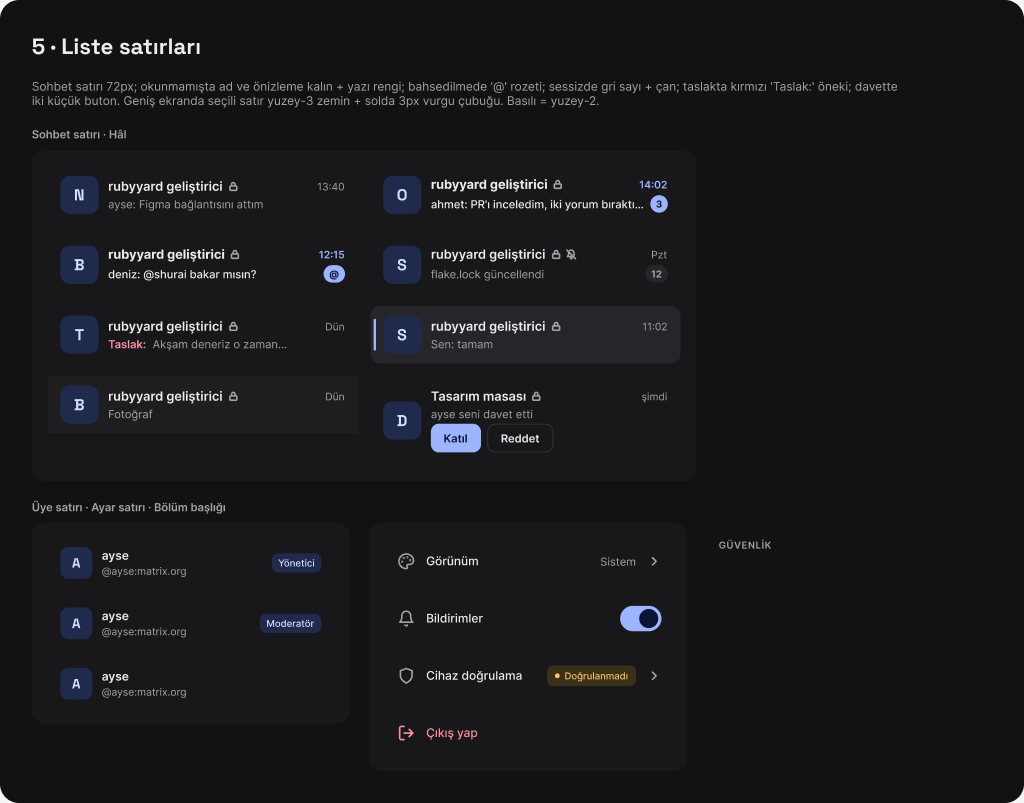 5 · Liste satırları
Sohbet satırı 72px; okunmamışta ad ve önizleme kalın + yazı rengi; bahsedilmede '@' rozeti; sessizde gri sayı + çan; taslakta kırmızı 'Taslak:' öneki; davette
iki küçük buton. Geniş ekranda seçili satır yuzey-3 zemin + solda 3px vurgu çubuğu. Basılı = yuzey-2.
Sohbet satırı · Hâl
N
rubyyard geliştirici
13:40
ayse: Figma bağlantısını attım
O
rubyyard geliştirici
14:02
ahmet: PR'ı inceledim, iki yorum bıraktı...
3
B
rubyyard geliştirici
12:15
deniz: @shurai bakar mısın?
@
S
rubyyard geliştirici
Pzt
flake.lock güncellendi
12
T
rubyyard geliştirici
Dün
Taslak: Akşam deneriz o zaman...
S
rubyyard geliştirici
11:02
Sen: tamam
B
rubyyard geliştirici
Dün
Fotoğraf
D
Tasarım masası
şimdi
ayse seni davet etti
Katıl
Reddet
Üye satırı · Ayar satırı · Bölüm başlığı
A
ayse
@ayse:matrix.org
Yönetici
A
ayse
@ayse:matrix.org
Moderatör
A
ayse
@ayse:matrix.org
Görünüm
Sistem
Bildirimler
Cihaz doğrulama
Doğrulanmadı
Çıkış yap
GÜVENLİK